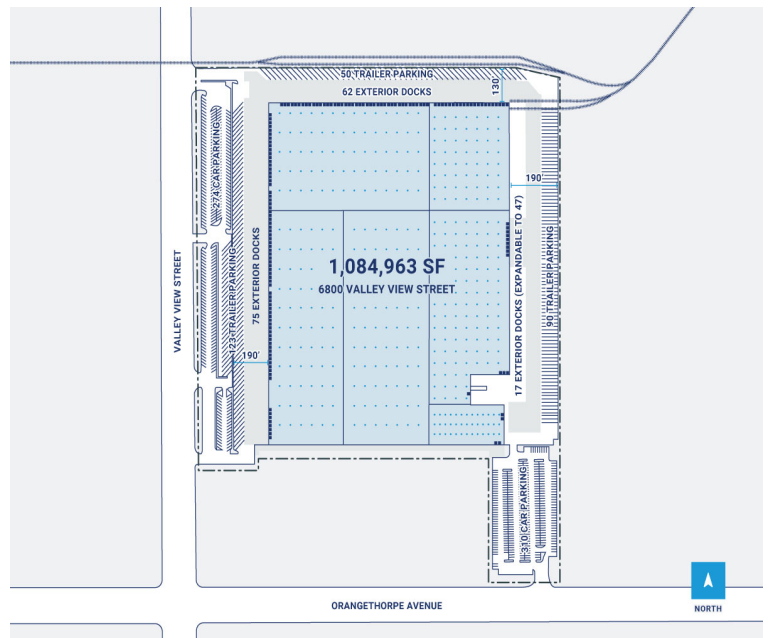 50 TRAILER PARKING
62 EXTERIOR DOCKS
130'
274 CAR PARKING
190'
VALLEY VIEW STREET
123 TRAILER PARKING
75 EXTERIOR DOCKS
1,084,963 SF
6800 VALLEY VIEW STREET
17 EXTERIOR DOCKS (EXPANDABLE TO 47)
90 TRAILER PARKING
190'
310 CAR PARKING
ORANGETHORPE AVENUE
NORTH